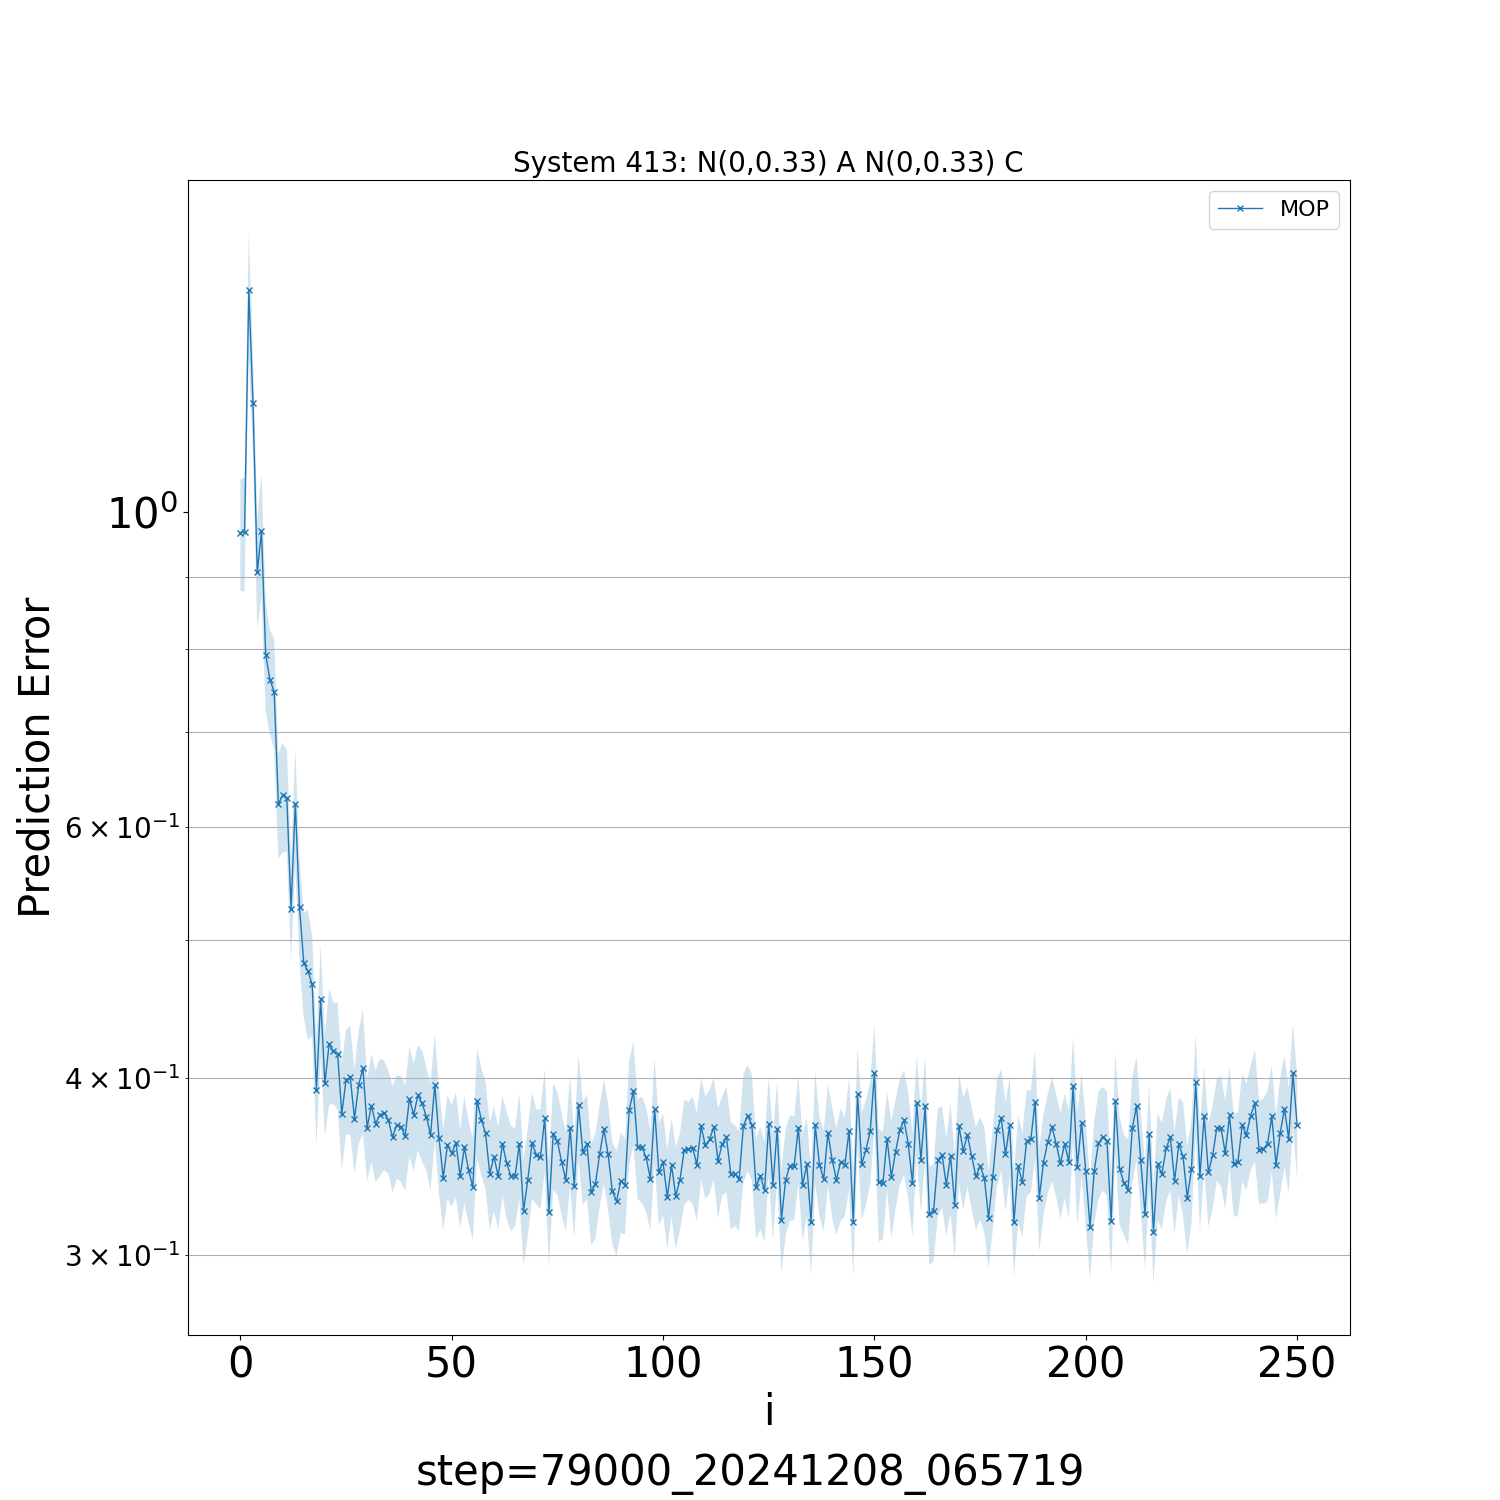 System 413: N(0,0.33) A N(0,0.33) C
MOP
10⁰
6 × 10⁻¹
4 × 10⁻¹
3 × 10⁻¹
Prediction Error
0 50 100 150 200 250
i
step=79000_20241208_065719